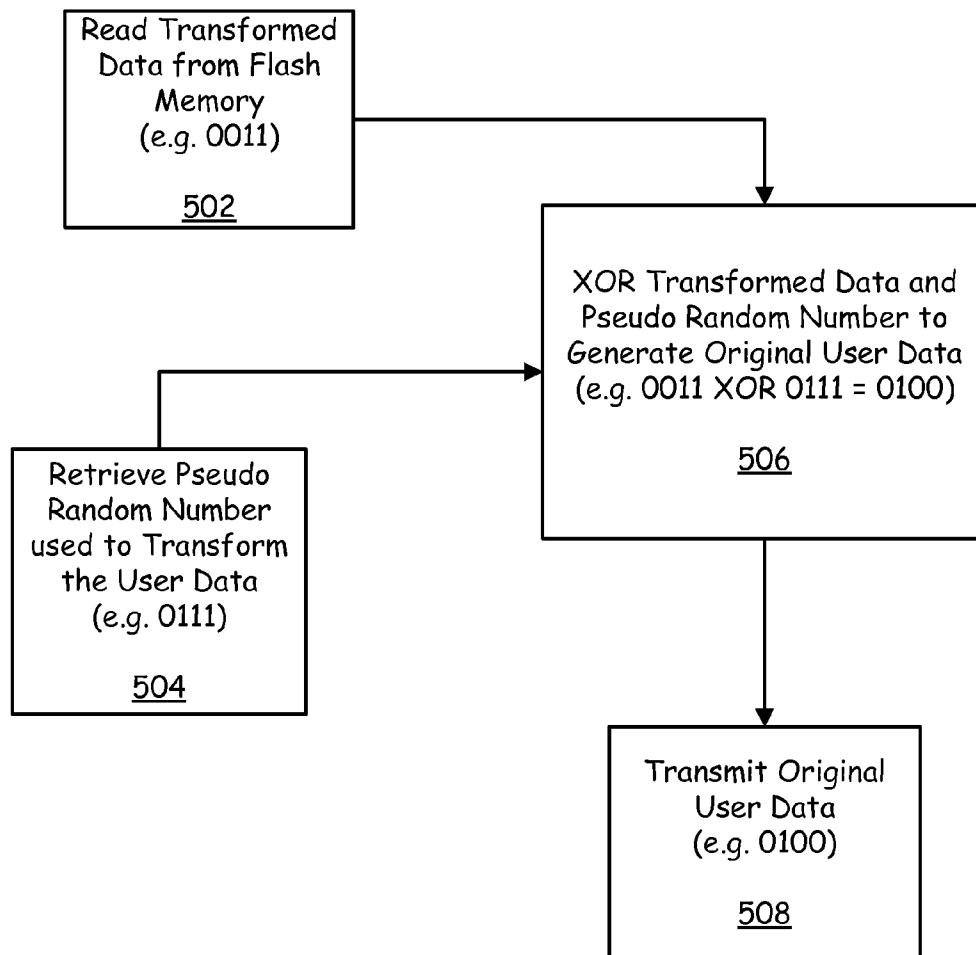 Read Transformed
Data from Flash
Memory
(e.g. 0011)
502
XOR Transformed Data and
Pseudo Random Number to
Generate Original User Data
(e.g. 0011 XOR 0111 = 0100)
506
Retrieve Pseudo
Random Number
used to Transform
the User Data
(e.g. 0111)
504
Transmit Original
User Data
(e.g. 0100)
508